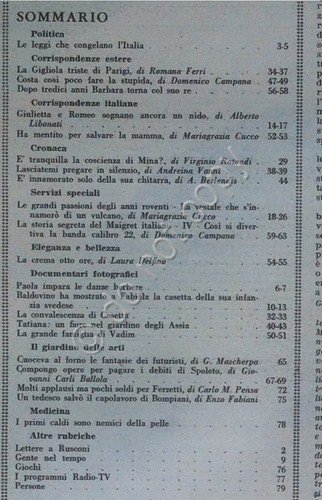 SOMMARIO
Politica
Le leggi che congelano l'Italia 3-5
Corrispondenze estere
La Gigliola triste di Parigi, di Romana Ferri 34-37
Costa così poco fare la stupida, di Domenico Campana 47-49
Dopo tredici anni Barbara torna col suo re 56-58
Corrispondenze italiane
Giulietta e Romeo sognano ancora un nido, di Alberto
Libonati 14-17
Ha mentito per salvare la mamma, di Mariagrazia Cucco 52-53
Cronaca
E' tranquilla la coscienza di Mina?, di Virginio Rotondi 29
Lasciatemi pregare in silenzio, di Andreina Vanni 38-39
E' innamorato solo della sua chitarra, di A. 44
Servizi speciali
Le grandi passioni degli anni roventi - La vestale che s'in-
namorò di un vulcano, di Mariagrazia Cucco 18-26
La storia segreta del Maigret italiano - IV - Così si di-
vertiva la banda calibro 22, di Domenico Campana 59-63
Eleganza e bellezza
La crema otto ore, di Laura 54-55
Documentari fotografici
Paola impara le danze berbere 6-7
Baldovino ha mostrato a Fabiola la casetta della sua infan-
zia svedese 10-13
La convalescenza di Cosetta 32-33
Tatiana: un fiore nel giardino degli Assia 40-43
La grande famiglia di Vadim 50-51
Il giardino delle arti
Cuoceva al forno le fantasie dei futuristi, di G. Mascherpa 65
Compongo opere per pagare i debiti di Spoleto, di Gio-
vanni Carli Ballola 67-69
Molti applausi ma pochi soldi per Ferzetti, di Carlo M. Pensa 72
Un tedesco salvò il capolavoro di Bompiani, di Enzo Fabiani 75
Medicina
I primi caldi sono nemici della pelle 78
Altre rubriche
Lettere a Rusconi 2
Gente nel tempo 9
Giochi 76
I programmi Radio-TV 77
Persone 79